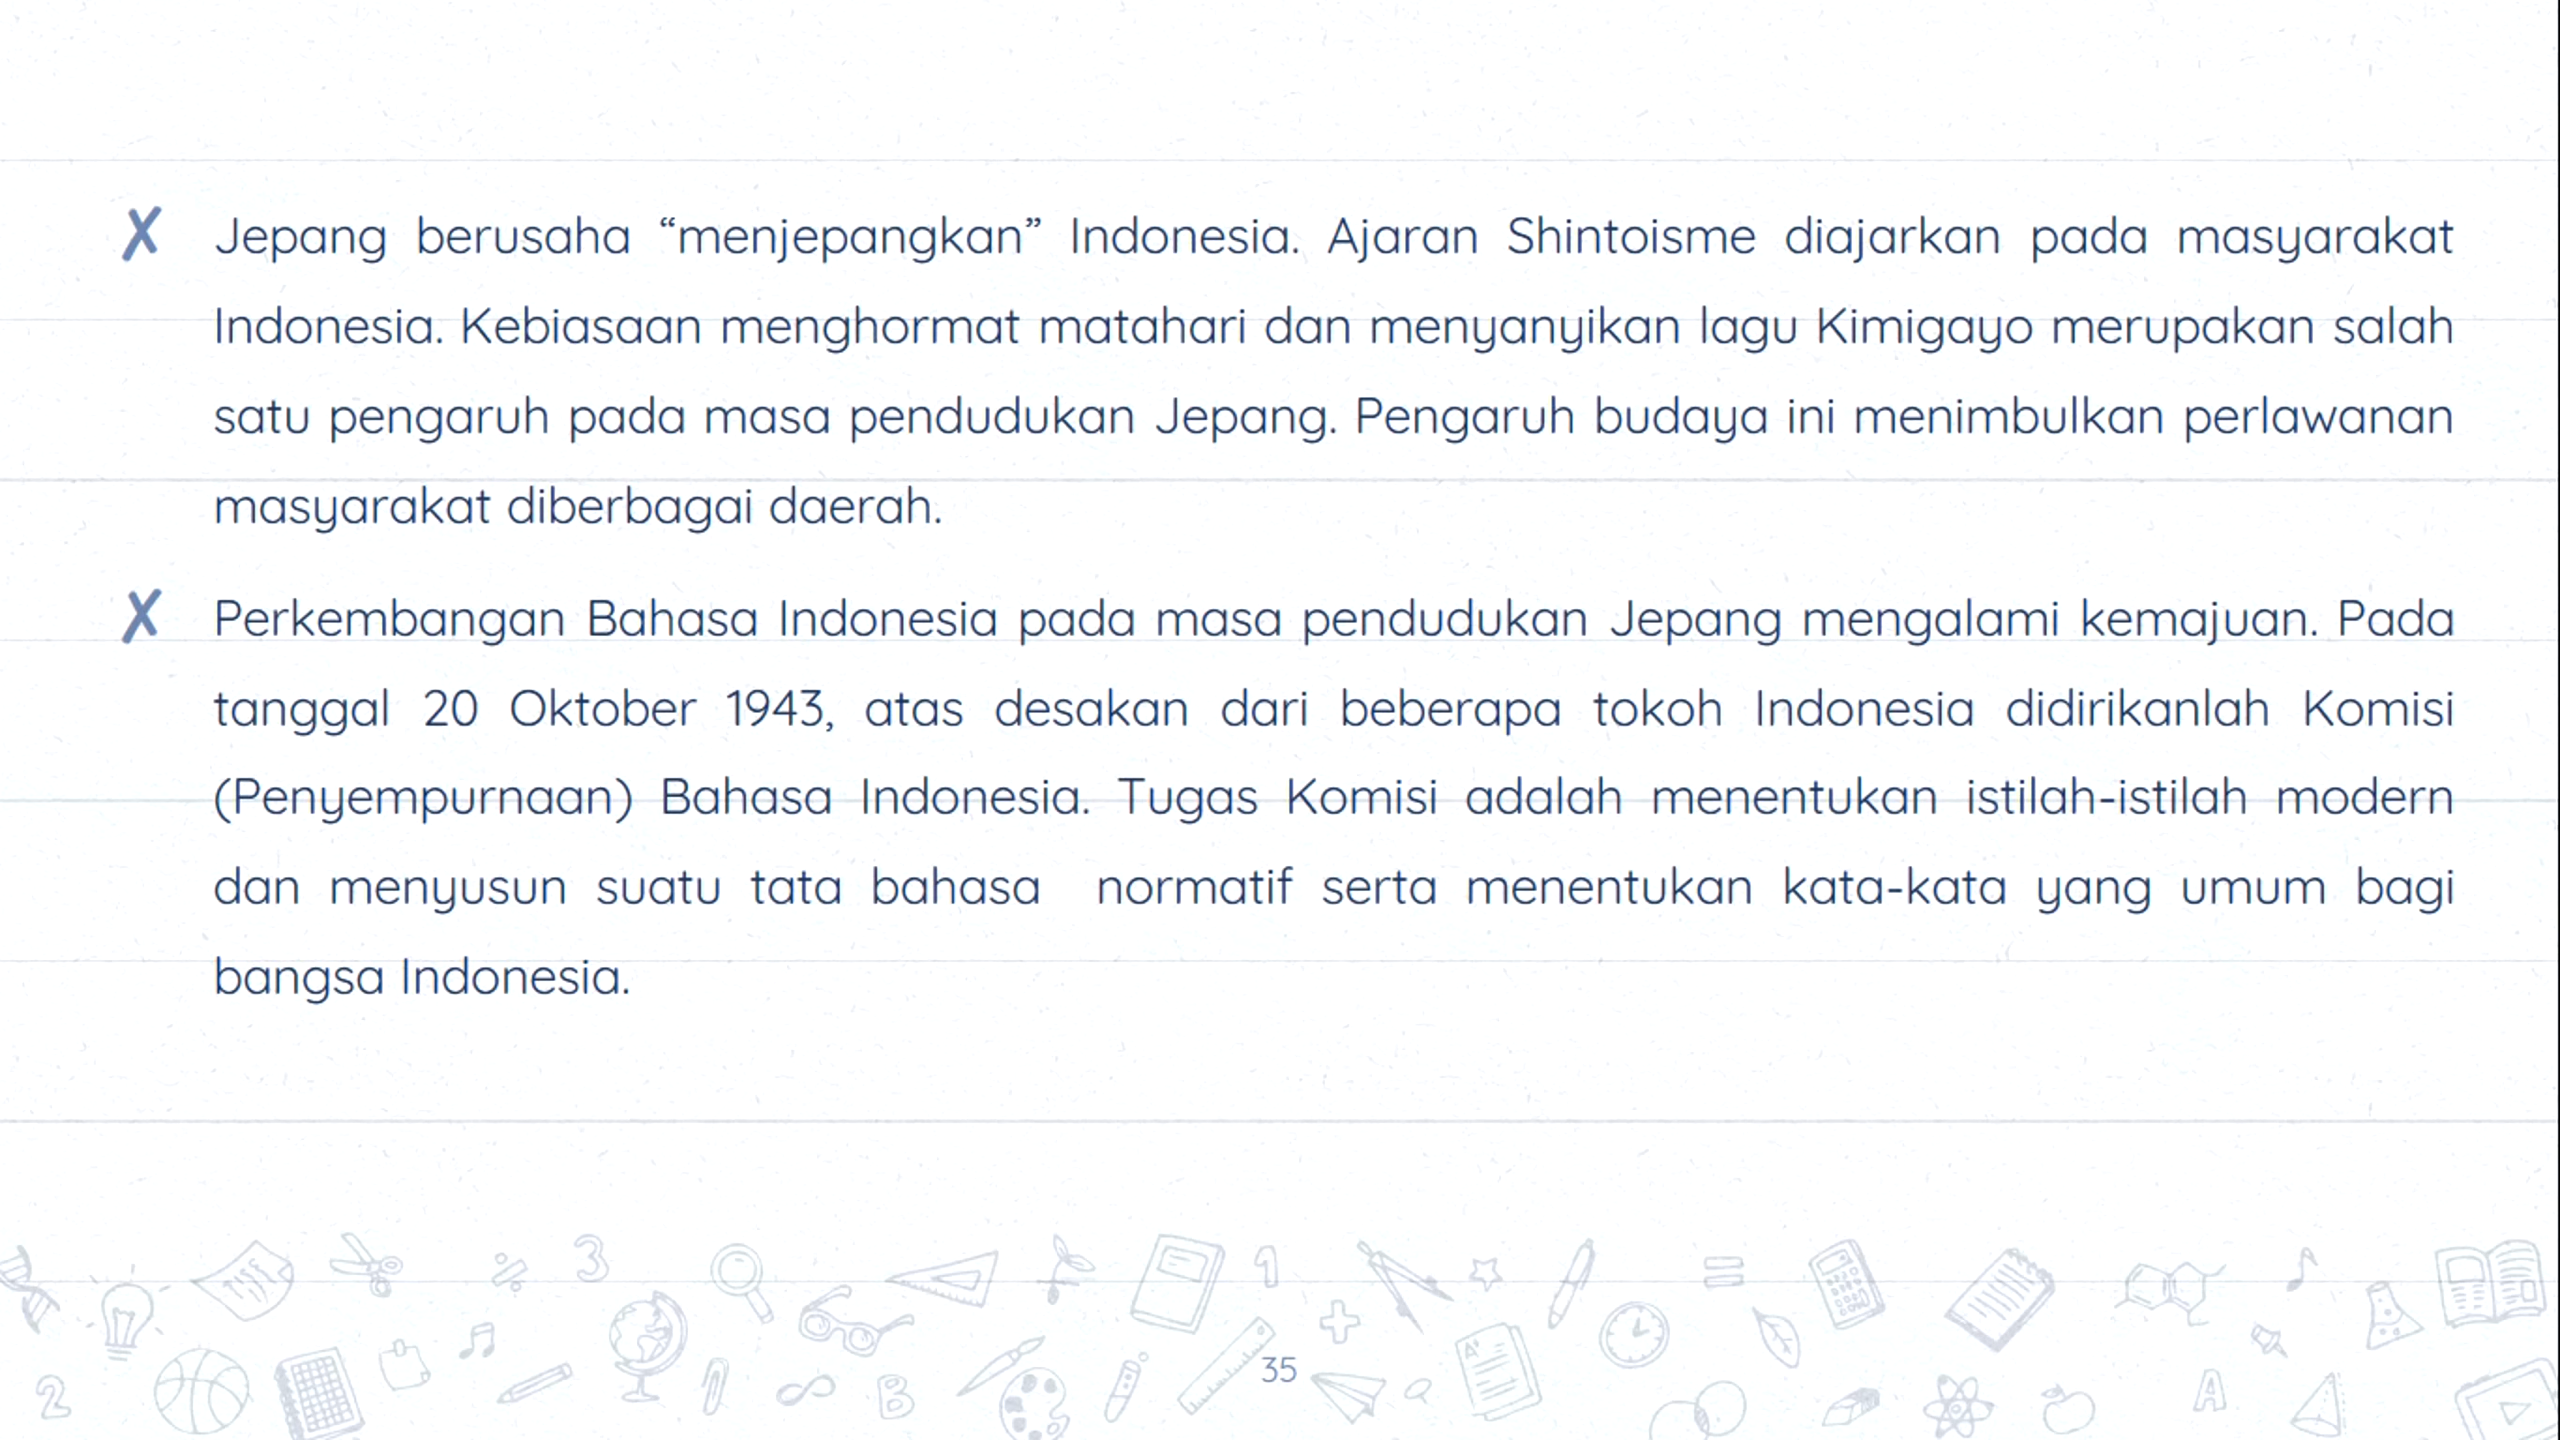 ✗ Jepang berusaha “menjepangkan” Indonesia. Ajaran Shintoisme diajarkan pada masyarakat
Indonesia. Kebiasaan menghormat matahari dan menyanyikan lagu Kimigayo merupakan salah
satu pengaruh pada masa pendudukan Jepang. Pengaruh budaya ini menimbulkan perlawanan
masyarakat diberbagai daerah.
✗ Perkembangan Bahasa Indonesia pada masa pendudukan Jepang mengalami kemajuan. Pada
tanggal 20 Oktober 1943, atas desakan dari beberapa tokoh Indonesia didirikanlah Komisi
(Penyempurnaan) Bahasa Indonesia. Tugas Komisi adalah menentukan istilah-istilah modern
dan menyusun suatu tata bahasa normatif serta menentukan kata-kata yang umum bagi
bangsa Indonesia.
35